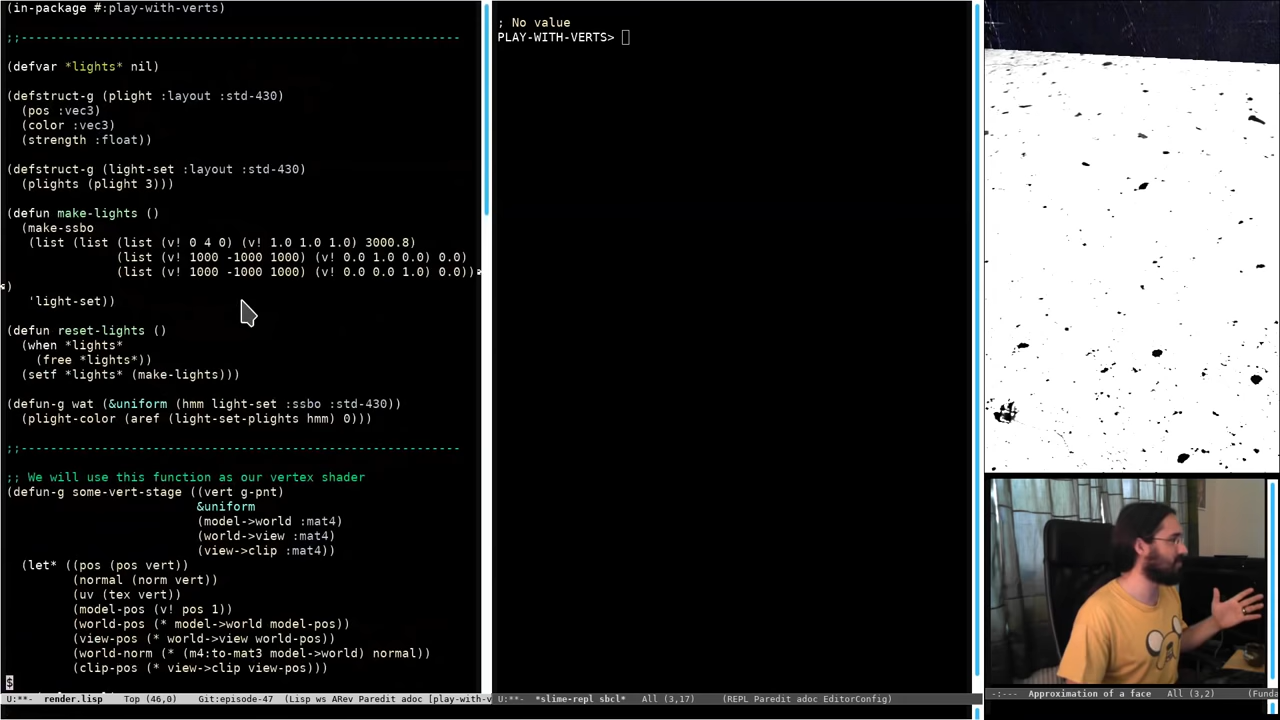 (in-package #:play-with-verts)
;;------------------------------------------------------------
(defvar *lights* nil)
(defstruct-g (plight :layout :std-430)
  (pos :vec3)
  (color :vec3)
  (strength :float))
(defstruct-g (light-set :layout :std-430)
  (plights (plight 3)))
(defun make-lights ()
  (make-ssbo
   (list (list (list (v! 0 4 0) (v! 1.0 1.0 1.0) 3000.8)
               (list (v! 1000 -1000 1000) (v! 0.0 1.0 0.0) 0.0)
               (list (v! 1000 -1000 1000) (v! 0.0 0.0 1.0) 0.0))
)
   'light-set))
(defun reset-lights ()
  (when *lights*
    (free *lights*))
  (setf *lights* (make-lights)))
(defun-g wat (&uniform (hmm light-set :ssbo :std-430))
  (plight-color (aref (light-set-plights hmm) 0)))
;;------------------------------------------------------------
;; We will use this function as our vertex shader
(defun-g some-vert-stage ((vert g-pnt)
                          &uniform
                          (model->world :mat4)
                          (world->view :mat4)
                          (view->clip :mat4))
  (let* ((pos (pos vert))
         (normal (norm vert))
         (uv (tex vert))
         (model-pos (v! pos 1))
         (world-pos (* model->world model-pos))
         (view-pos (* world->view world-pos))
         (world-norm (* (m4:to-mat3 model->world) normal))
         (clip-pos (* view->clip view-pos)))
$
U:**-  render.lisp    Top (46,0)    Git:episode-47  (Lisp ws ARev Paredit adoc [play-with-v
; No value
PLAY-WITH-VERTS>
U:**-  *slime-repl sbcl*    All (3,17)    (REPL Paredit adoc EditorConfig)
-:---  Approximation of a face   All (3,2)    (Funda